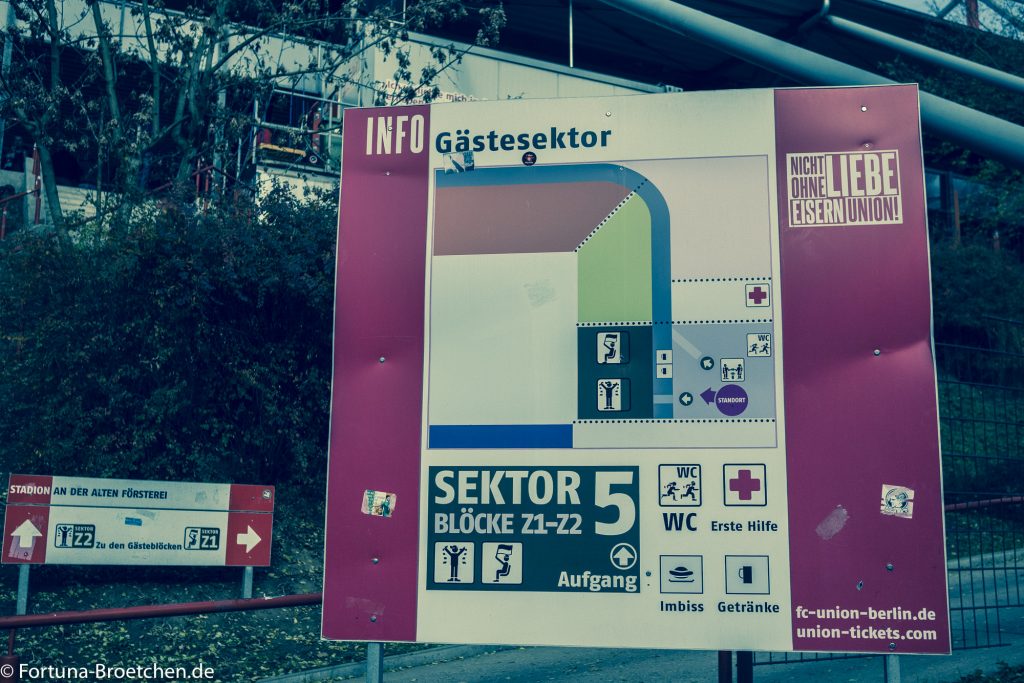 INFO Gästesektor
NICHT
OHNE
LIEBE
EISERN UNION!
WC
STANDORT
SEKTOR 5
BLÖCKE Z1–Z2
Aufgang
WC
WC
Erste Hilfe
Imbiss
Getränke
fc-union-berlin.de
union-tickets.com
STADION AN DER ALTEN FÖRSTEREI
SEKTOR
Z2
Zu den Gästeblöcken
SEKTOR
Z1
© Fortuna-Broetchen.de